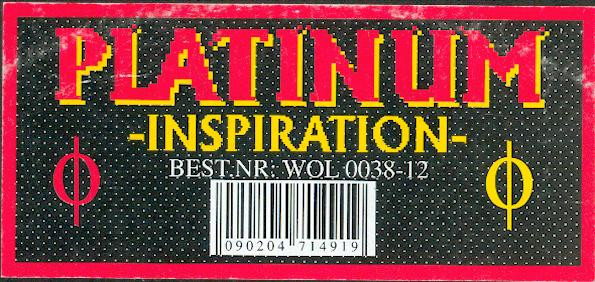 PLATINUM
-INSPIRATION-
BEST.NR: WOL 0038-12
090204 714919